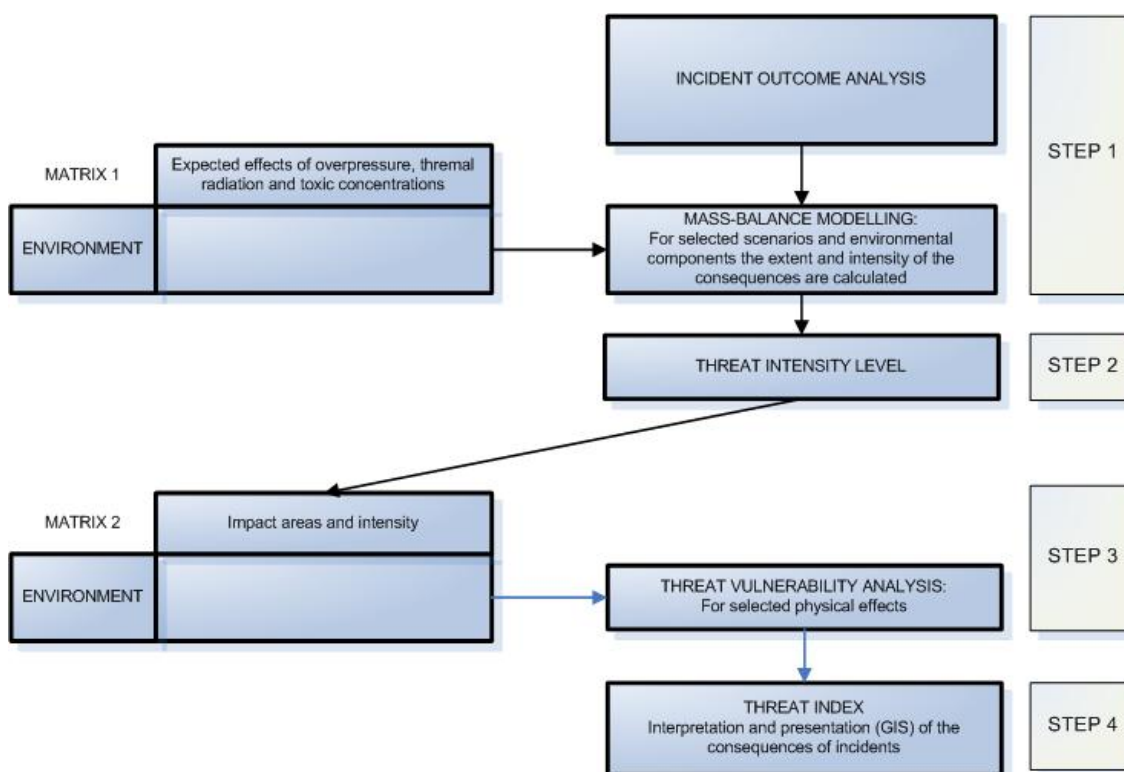 INCIDENT OUTCOME ANALYSIS
STEP 1
MATRIX 1
Expected effects of overpressure, thremal
radiation and toxic concentrations
ENVIRONMENT
MASS-BALANCE MODELLING:
For selected scenarios and environmental
components the extent and intensity of the
consequences are calculated
THREAT INTENSITY LEVEL
STEP 2
MATRIX 2
Impact areas and intensity
ENVIRONMENT
THREAT VULNERABILITY ANALYSIS:
For selected physical effects
STEP 3
THREAT INDEX
Interpretation and presentation (GIS) of the
consequences of incidents
STEP 4